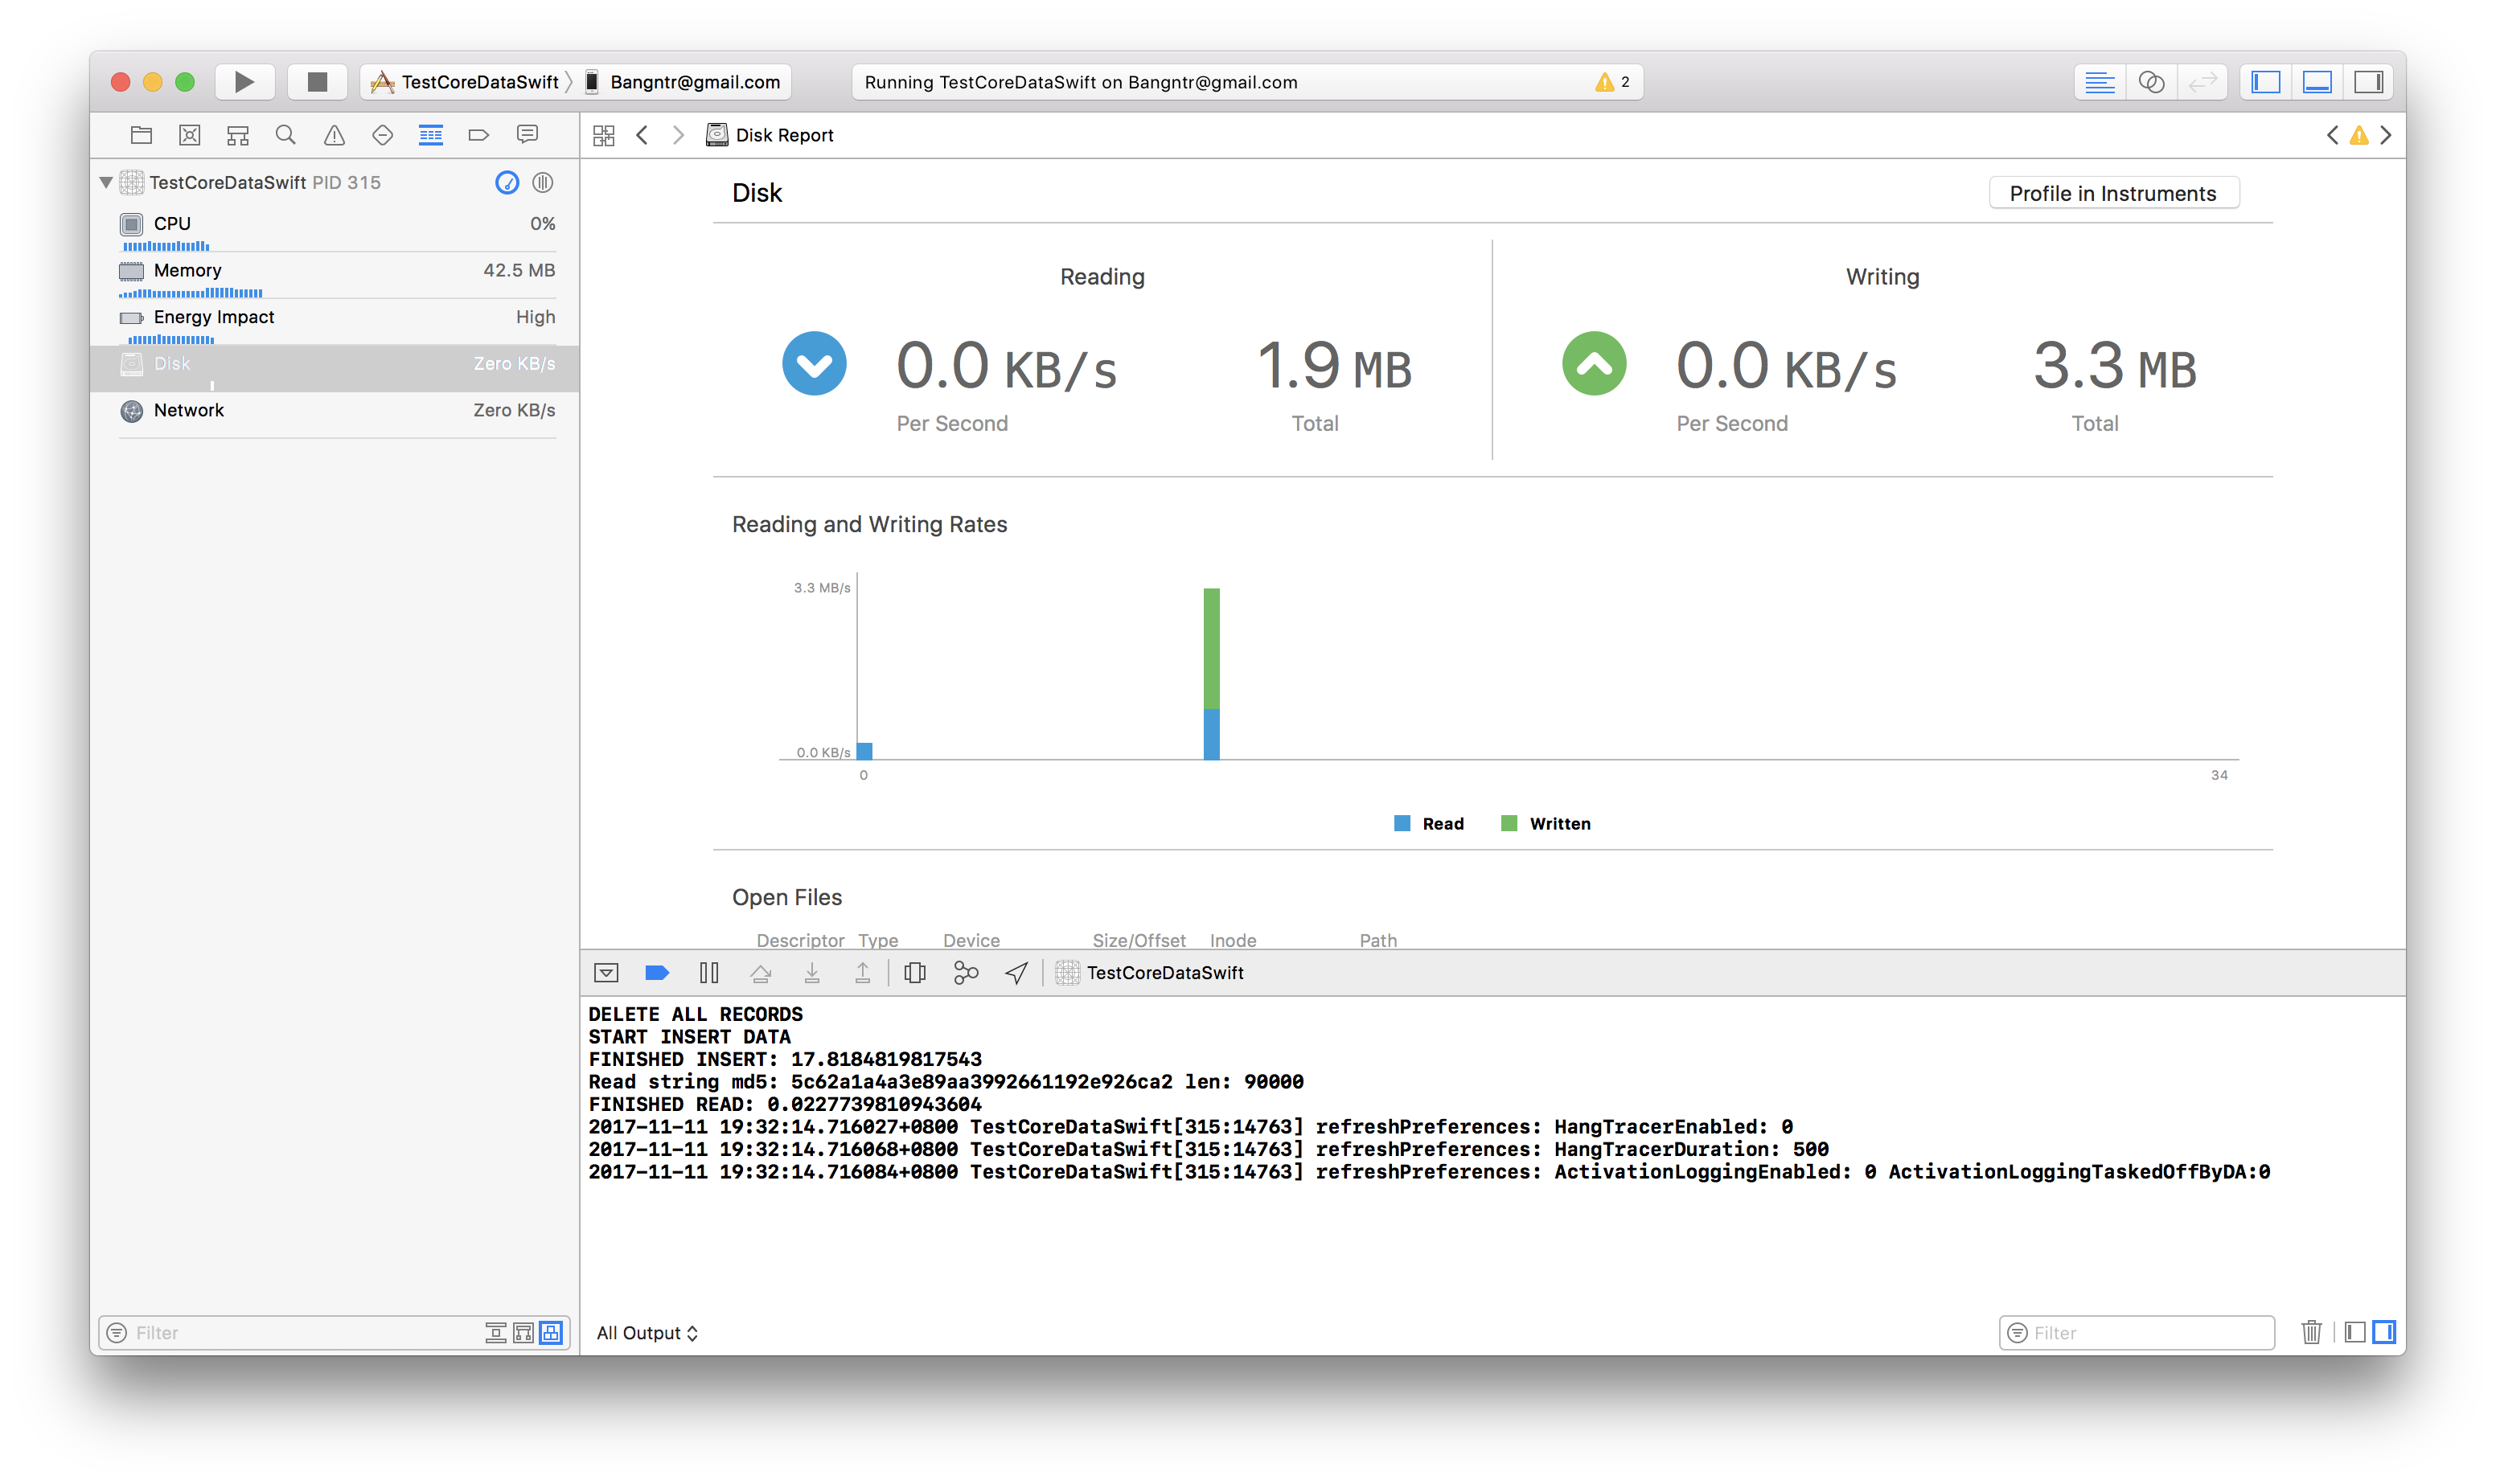 TestCoreDataSwift 〉 Bangntr@gmail.com
Running TestCoreDataSwift on Bangntr@gmail.com
2
Disk Report
TestCoreDataSwift PID 315
CPU 0%
Memory 42.5 MB
Energy Impact High
Disk Zero KB/s
Network Zero KB/s
Disk
Profile in Instruments
Reading
Writing
0.0 KB/s 1.9 MB
0.0 KB/s 3.3 MB
Per Second Total
Per Second Total
Reading and Writing Rates
3.3 MB/s
0.0 KB/s
0 34
Read Written
Open Files
Descriptor Type Device Size/Offset Inode Path
TestCoreDataSwift
DELETE ALL RECORDS
START INSERT DATA
FINISHED INSERT: 17.8184819817543
Read string md5: 5c62a1a4a3e89aa3992661192e926ca2 len: 90000
FINISHED READ: 0.0227739810943604
2017-11-11 19:32:14.716027+0800 TestCoreDataSwift[315:14763] refreshPreferences: HangTracerEnabled: 0
2017-11-11 19:32:14.716068+0800 TestCoreDataSwift[315:14763] refreshPreferences: HangTracerDuration: 500
2017-11-11 19:32:14.716084+0800 TestCoreDataSwift[315:14763] refreshPreferences: ActivationLoggingEnabled: 0 ActivationLoggingTaskedOffByDA:0
Filter
All Output
Filter